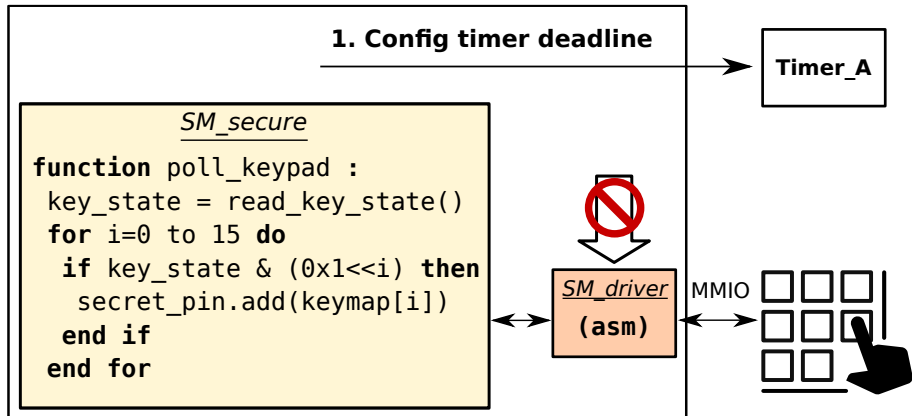 1. Config timer deadline
Timer_A
SM_secure
function poll_keypad :
key_state = read_key_state()
for i=0 to 15 do
if key_state & (0x1<<i) then
secret_pin.add(keymap[i])
end if
end for
SM_driver
(asm)
MMIO